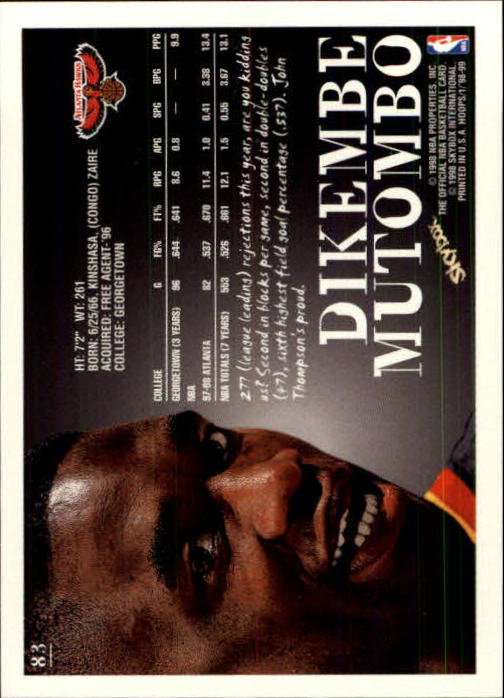 83
HT: 7'2" WT: 261
BORN: 6/25/66, KINSHASA, (CONGO) ZAIRE
ACQUIRED: FREE AGENT-'96
COLLEGE: GEORGETOWN
ATLANTA HAWKS
COLLEGE G FG% FT% RPG APG SPG BPG PPG
GEORGETOWN (3 YEARS) 96 .644 .641 8.6 0.8 — — 9.9
NBA
97-98 ATLANTA 82 .537 .670 11.4 1.0 0.41 3.38 13.4
NBA TOTALS (7 YEARS) 553 .526 .661 12.1 1.5 0.55 3.67 13.1
277 (league leading) rejections this year, are you kidding
us? Second in blocks per game, second in double-doubles
(47), sixth highest field goal percentage (.537). John
Thompson's proud.
DIKEMBE
MUTOMBO
SkyBox
© 1998 NBA PROPERTIES, INC.
THE OFFICIAL NBA BASKETBALL CARD
© 1998 SKYBOX INTERNATIONAL.
PRINTED IN U.S.A. HOOPS/1/ 98-99
NBA